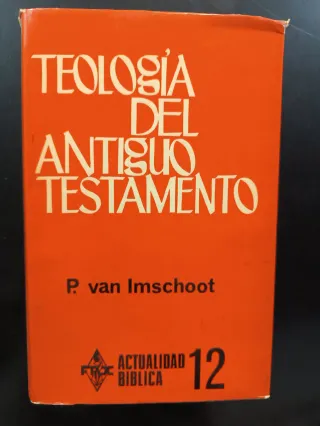 TEOLOGÍA
DEL
ANTIGUO
TESTAMENTO
P. van Imschoot
ACTUALIDAD
BIBLICA 12